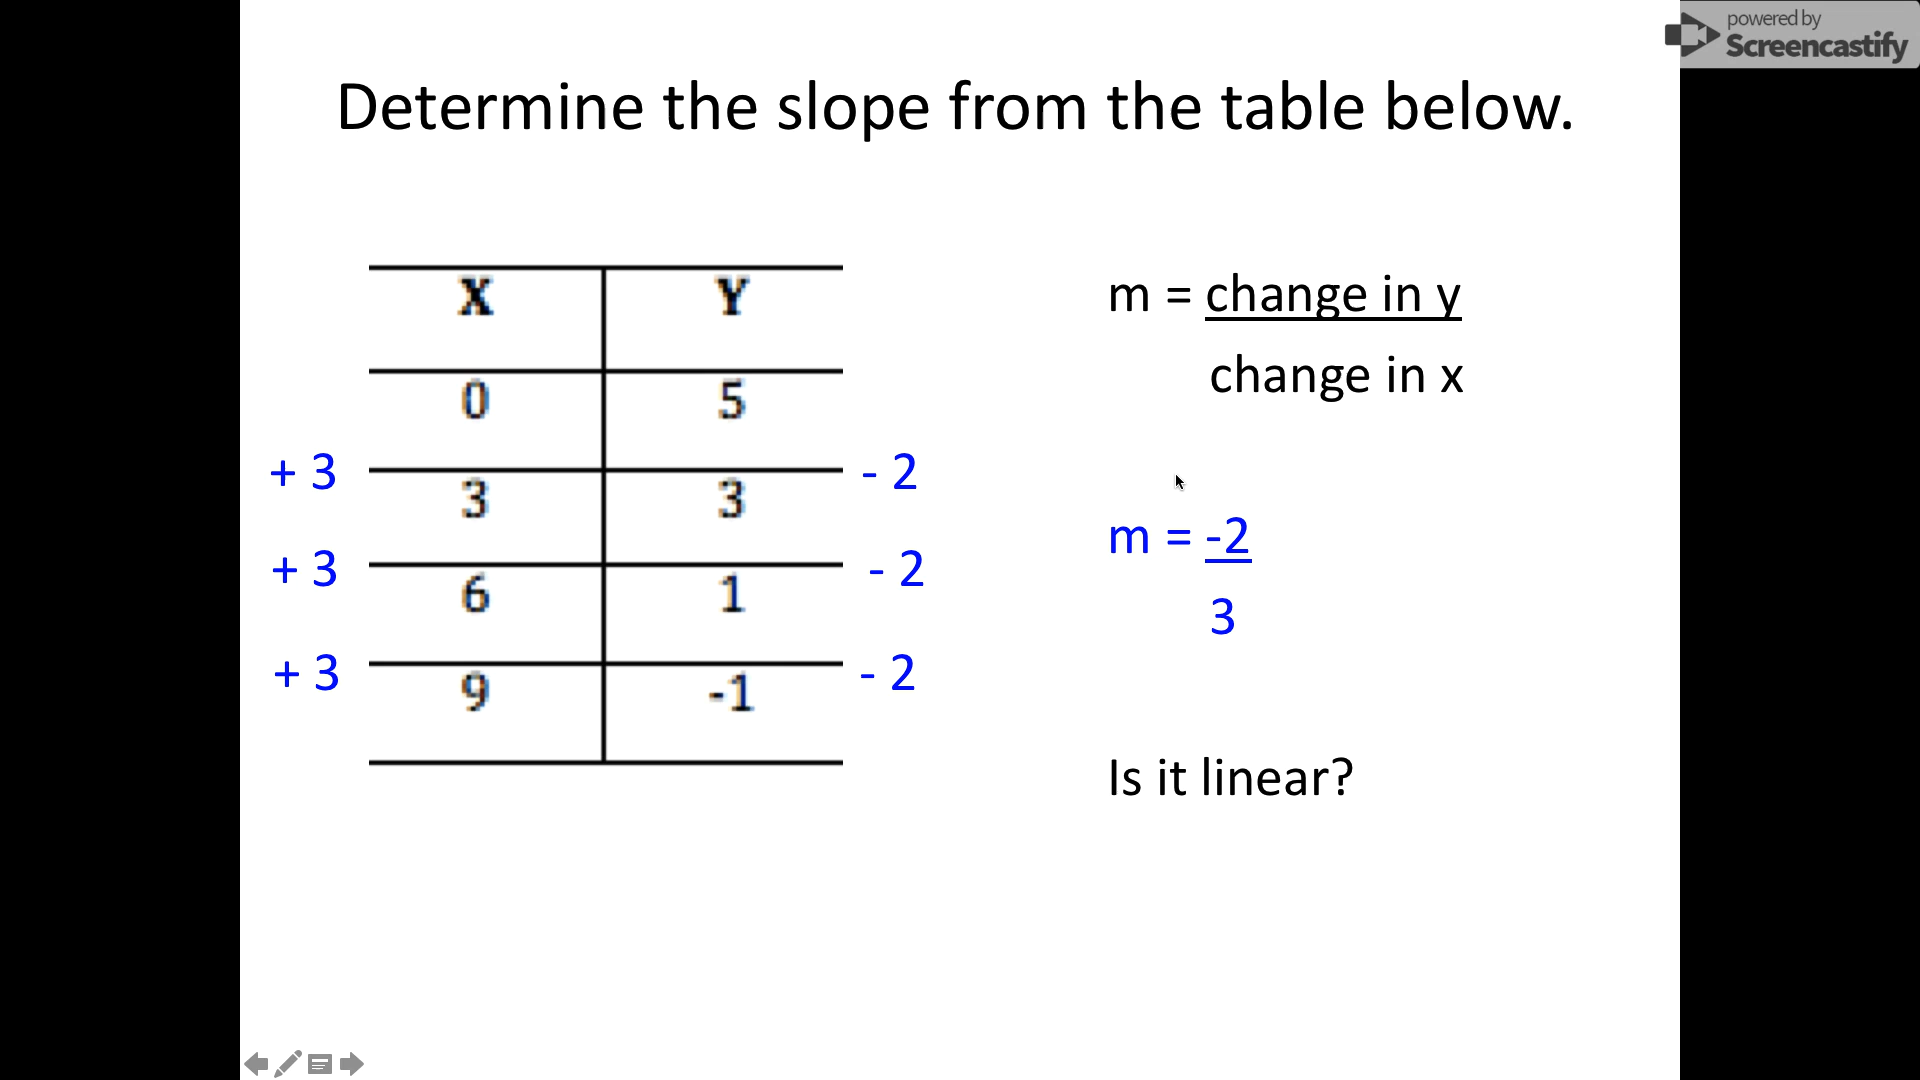 powered by
Screencastify
Determine the slope from the table below.
X Y
0 5
+ 3 - 2
3 3
+ 3 - 2
6 1
+ 3 - 2
9 -1
m = change in y
change in x
m = -2
3
Is it linear?